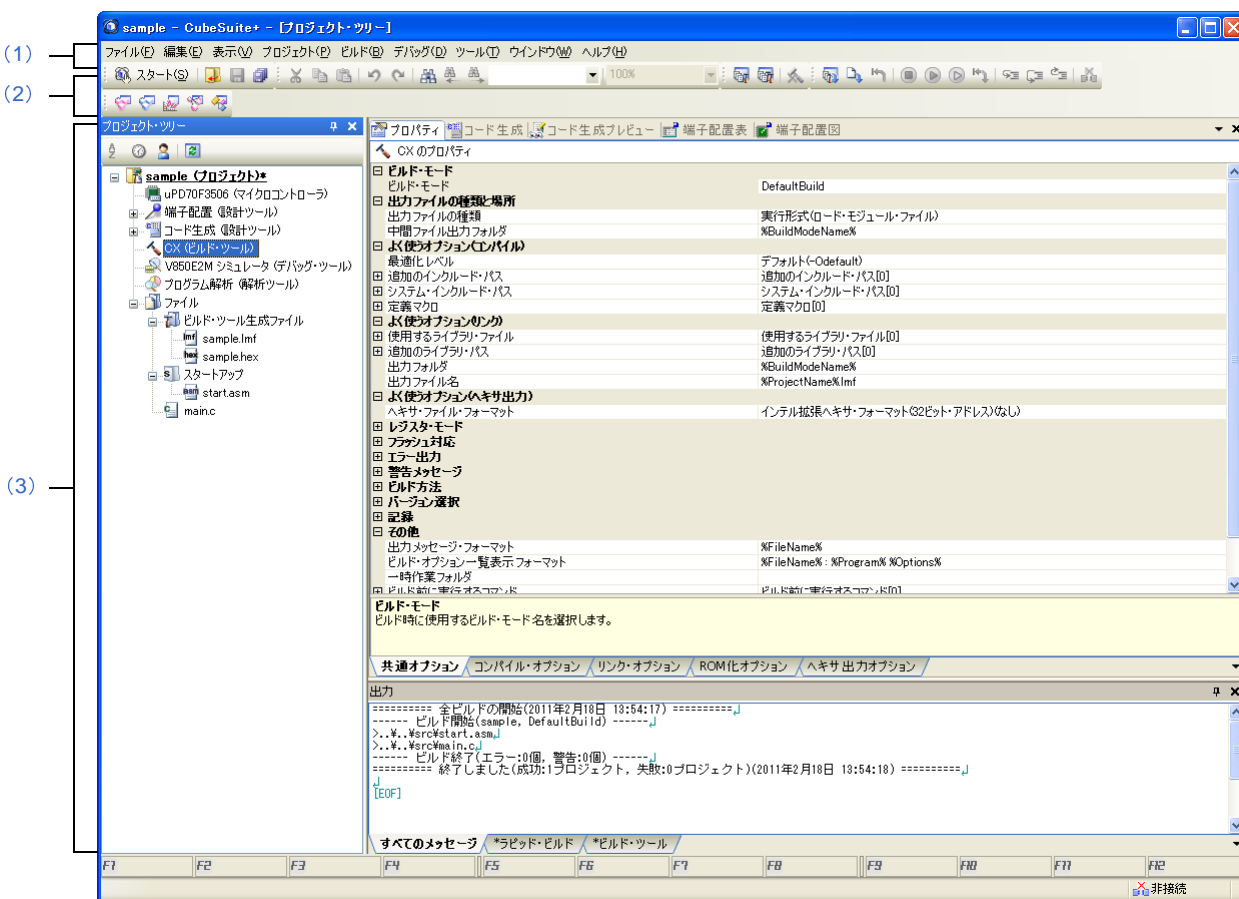 sample - CubeSuite+ - [プロジェクト・ツリー]
(1)
ファイル(F) 編集(E) 表示(V) プロジェクト(P) ビルド(B) デバッグ(D) ツール(T) ウインドウ(W) ヘルプ(H)
(2)
スタート(S) 100%
(3)
プロジェクト・ツリー
sample (プロジェクト)*
uPD70F3506 (マイクロコントローラ)
端子配置 (設計ツール)
コード生成 (設計ツール)
CX (ビルド・ツール)
V850E2M シミュレータ (デバッグ・ツール)
プログラム解析 (解析ツール)
ファイル
ビルド・ツール生成ファイル
lmf sample.lmf
hex sample.hex
スタートアップ
asm start.asm
main.c
プロパティ コード生成 コード生成プレビュー 端子配置表 端子配置図
CX のプロパティ
ビルド・モード
ビルド・モード DefaultBuild
出力ファイルの種類と場所
出力ファイルの種類 実行形式(ロード・モジュール・ファイル)
中間ファイル出力フォルダ %BuildModeName%
よく使うオプション(コンパイル)
最適化レベル デフォルト(-Odefault)
追加のインクルード・パス 追加のインクルード・パス[0]
システム・インクルード・パス システム・インクルード・パス[0]
定義マクロ 定義マクロ[0]
よく使うオプション(リンク)
使用するライブラリ・ファイル 使用するライブラリ・ファイル[0]
追加のライブラリ・パス 追加のライブラリ・パス[0]
出力フォルダ %BuildModeName%
出力ファイル名 %ProjectName%.lmf
よく使うオプション(ヘキサ出力)
ヘキサ・ファイル・フォーマット インテル拡張ヘキサ・フォーマット(32ビット・アドレス)(なし)
レジスタ・モード
フラッシュ対応
エラー出力
警告メッセージ
ビルド方法
バージョン選択
記録
その他
出力メッセージ・フォーマット %FileName%
ビルド・オプション一覧表示フォーマット %FileName% : %Program% %Options%
一時作業フォルダ
ビルド前に実行するコマンド ビルド前に実行するコマンド[0]
ビルド・モード
ビルド時に使用するビルド・モード名を選択します。
共通オプション コンパイル・オプション リンク・オプション ROM化オプション ヘキサ出力オプション
出力
========== 全ビルドの開始(2011年2月18日 13:54:17) ==========↲
------ ビルド開始(sample, DefaultBuild) ------↲
>..¥..¥src¥start.asm↲
>..¥..¥src¥main.c↲
------ ビルド終了(エラー:0個, 警告:0個) ------↲
========== 終了しました(成功:1プロジェクト, 失敗:0プロジェクト)(2011年2月18日 13:54:18) ==========↲
↲
[EOF]
すべてのメッセージ *ラピッド・ビルド *ビルド・ツール
F1 F2 F3 F4 F5 F6 F7 F8 F9 F10 F11 F12
非接続